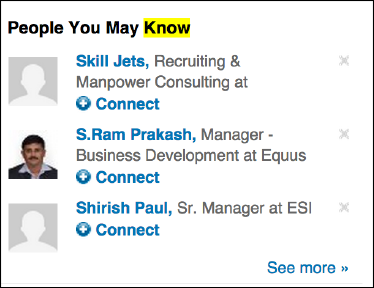 People You May Know
Skill Jets, Recruiting &
Manpower Consulting at
Connect
S.Ram Prakash, Manager -
Business Development at Equus
Connect
Shirish Paul, Sr. Manager at ESI
Connect
See more »